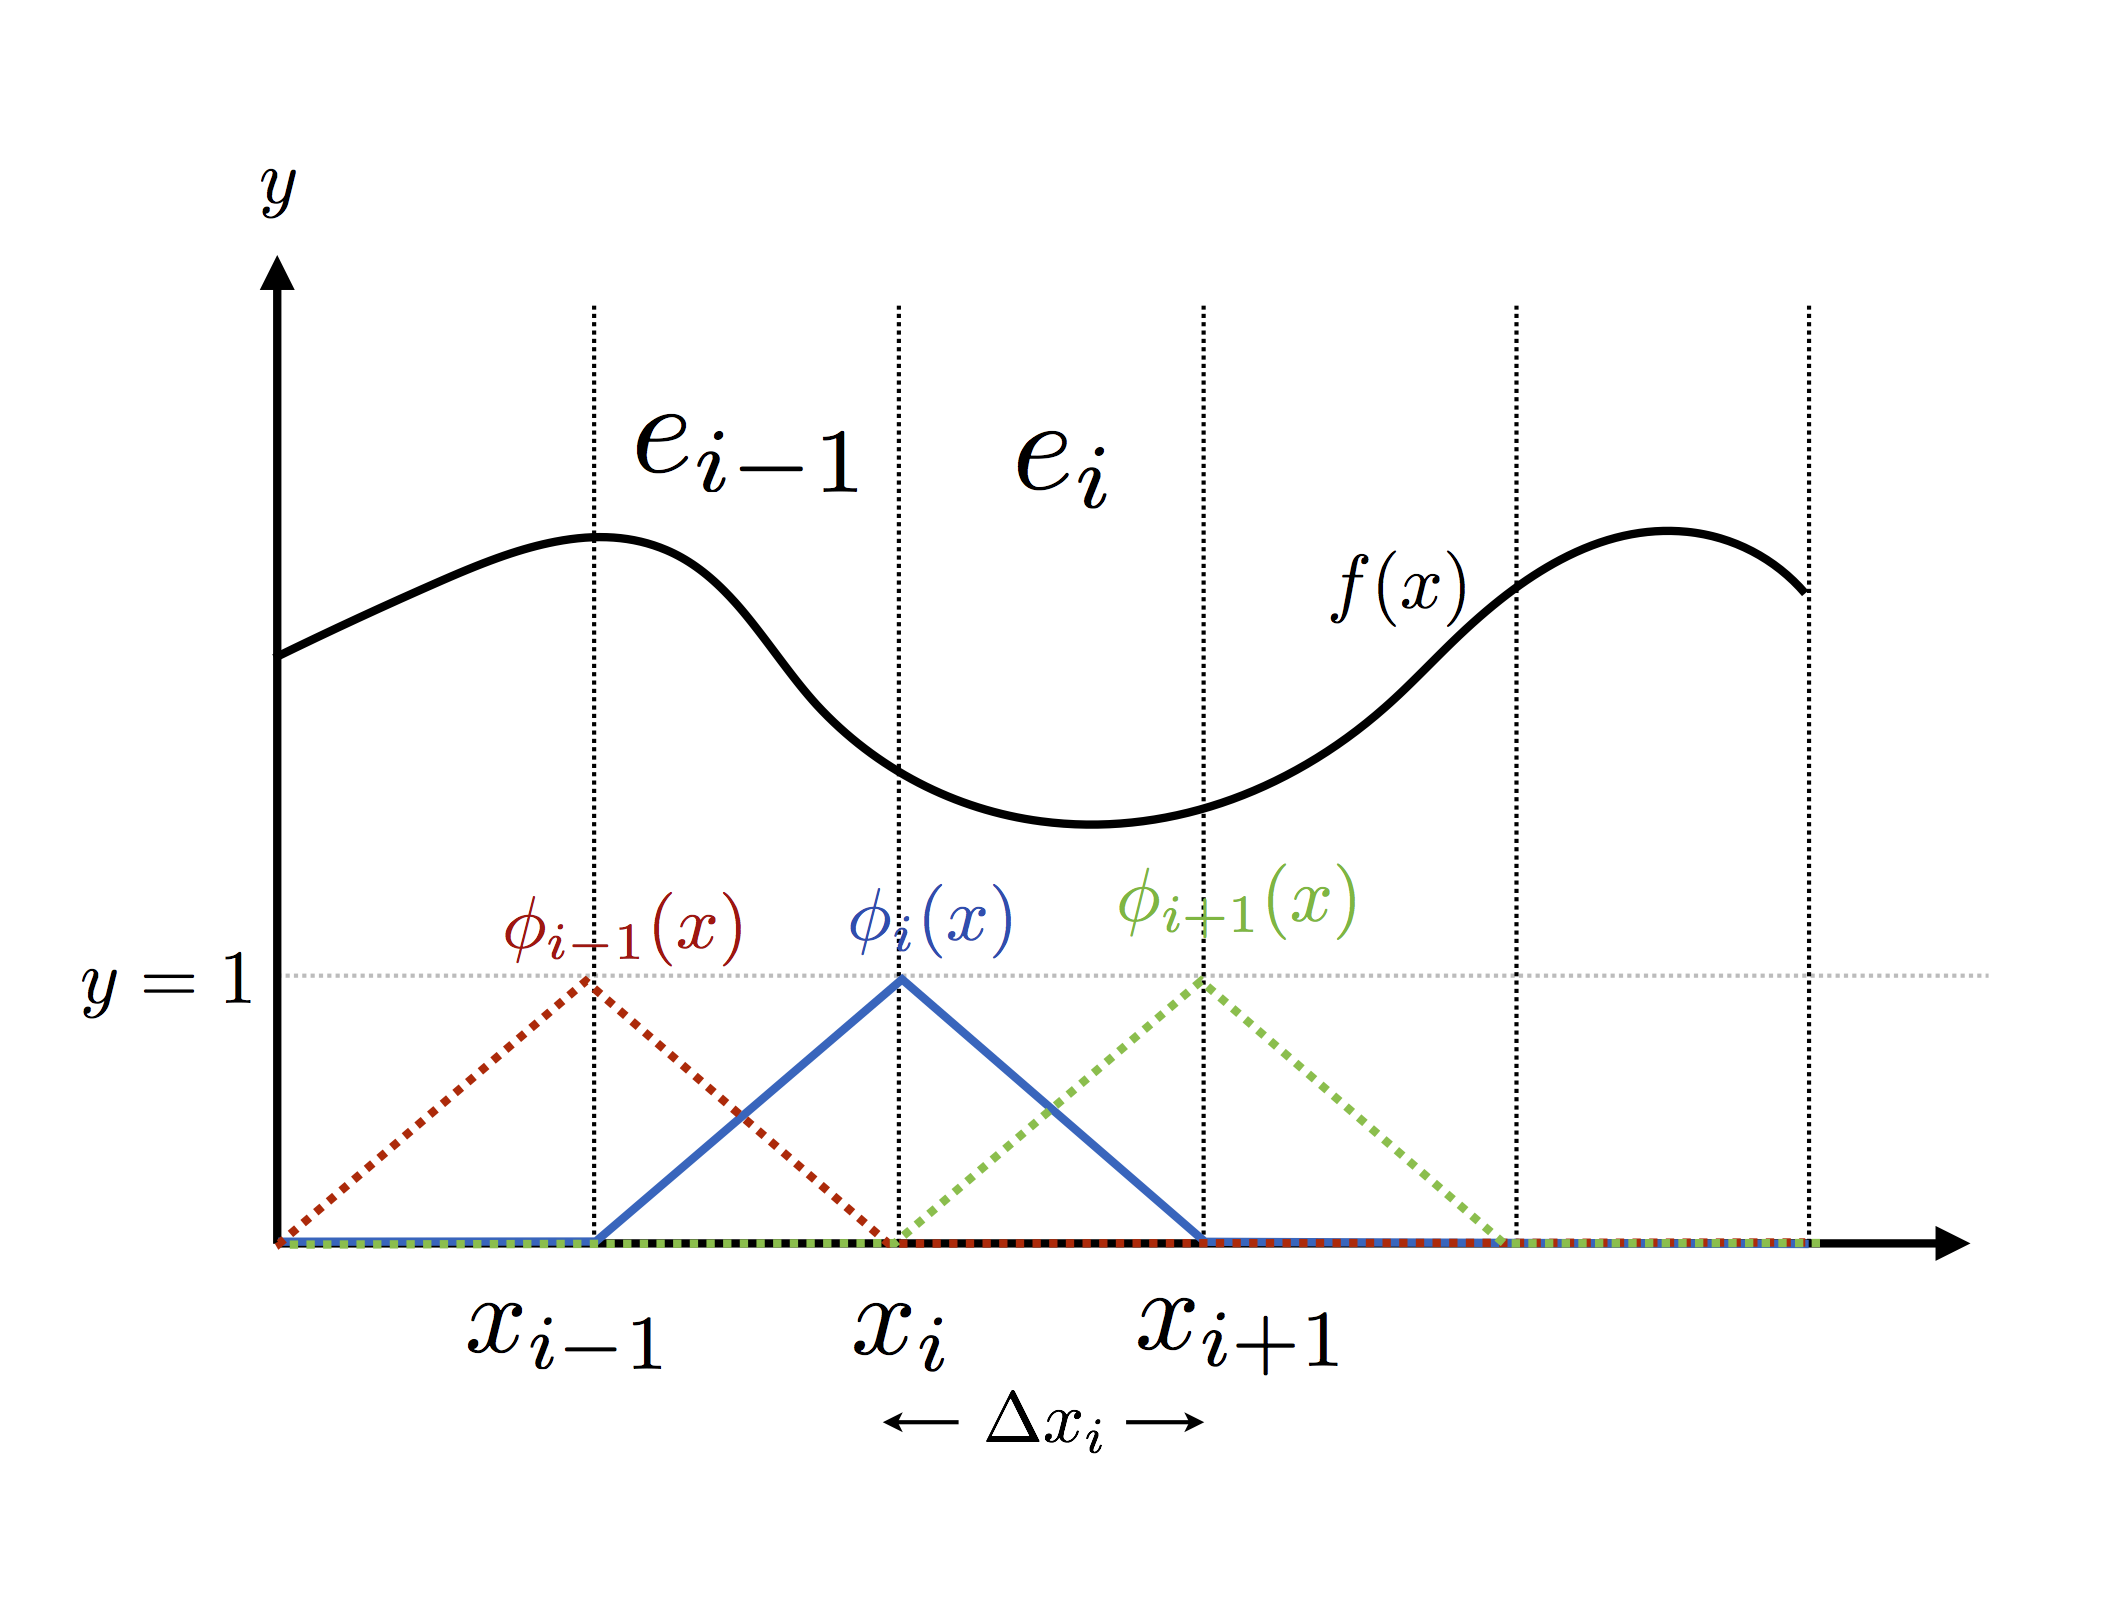 y
e_{i-1}
e_i
f(x)
ϕ_{i-1}(x)
ϕ_i(x)
ϕ_{i+1}(x)
y = 1
x_{i-1}
x_i
x_{i+1}
Δx_i